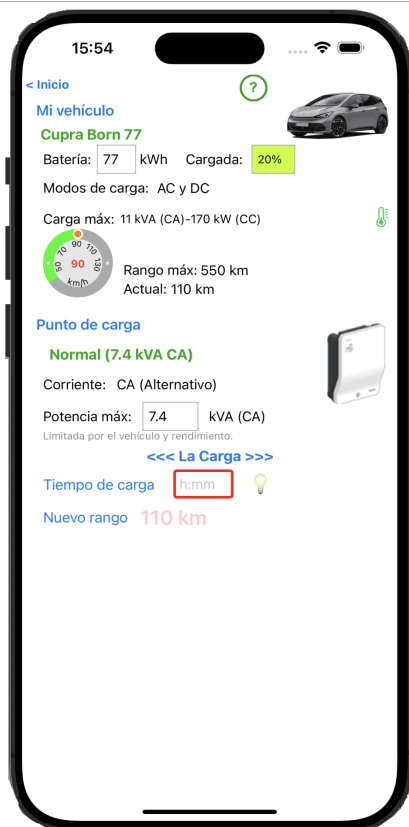 15:54
< Inicio
?
Mi vehículo
Cupra Born 77
Batería: 77 kWh Cargada: 20%
Modos de carga: AC y DC
Carga máx: 11 kVA (CA)-170 kW (CC)
50 70 90 110 130
90
km/h
Rango máx: 550 km
Actual: 110 km
Punto de carga
Normal (7.4 kVA CA)
Corriente: CA (Alternativo)
Potencia máx: 7.4 kVA (CA)
Limitada por el vehículo y rendimiento.
<<< La Carga >>>
Tiempo de carga h:mm
Nuevo rango 110 km